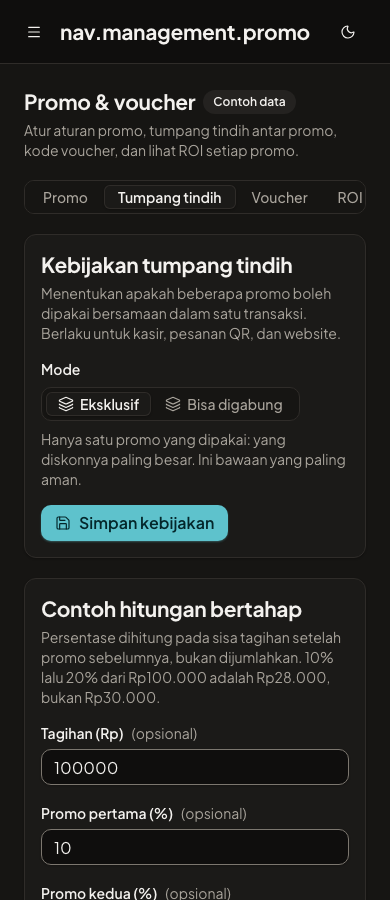 nav.management.promo
Promo & voucher Contoh data
Atur aturan promo, tumpang tindih antar promo,
kode voucher, dan lihat ROI setiap promo.
Promo Tumpang tindih Voucher ROI
Kebijakan tumpang tindih
Menentukan apakah beberapa promo boleh
dipakai bersamaan dalam satu transaksi.
Berlaku untuk kasir, pesanan QR, dan website.
Mode
Eksklusif Bisa digabung
Hanya satu promo yang dipakai: yang
diskonnya paling besar. Ini bawaan yang paling
aman.
Simpan kebijakan
Contoh hitungan bertahap
Persentase dihitung pada sisa tagihan setelah
promo sebelumnya, bukan dijumlahkan. 10%
lalu 20% dari Rp100.000 adalah Rp28.000,
bukan Rp30.000.
Tagihan (Rp) (opsional)
100000
Promo pertama (%) (opsional)
10
Promo kedua (%) (opsional)